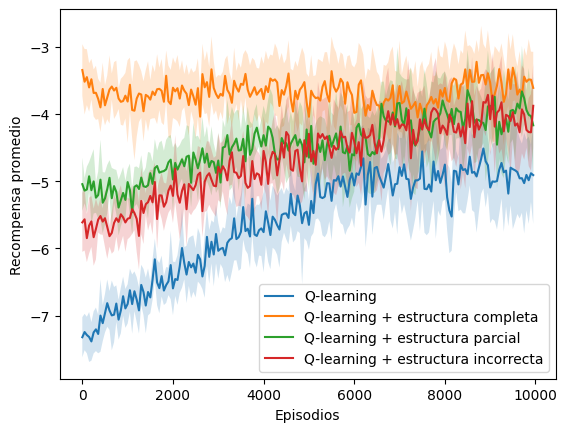 Recompensa promedio
−3
−4
−5
−6
−7
Q-learning
Q-learning + estructura completa
Q-learning + estructura parcial
Q-learning + estructura incorrecta
0
2000
4000
6000
8000
10000
Episodios